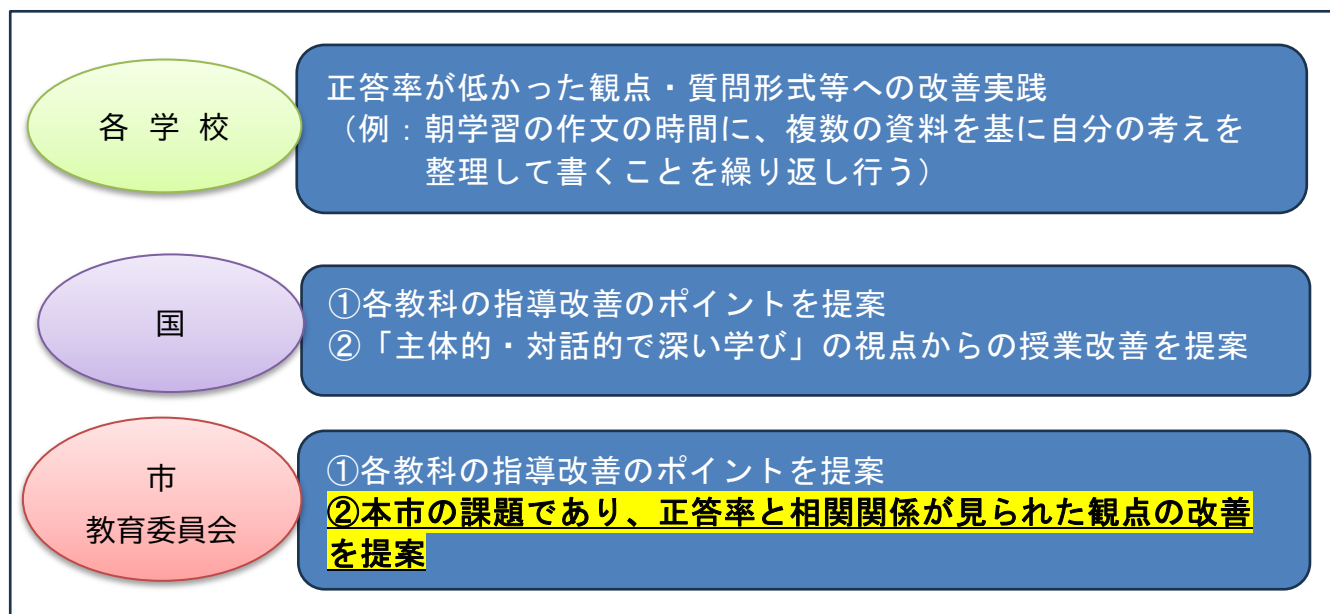 各学校
正答率が低かった観点・質問形式等への改善実践
（例：朝学習の作文の時間に、複数の資料を基に自分の考えを
整理して書くことを繰り返し行う）
国
①各教科の指導改善のポイントを提案
②「主体的・対話的で深い学び」の視点からの授業改善を提案
市
教育委員会
①各教科の指導改善のポイントを提案
②本市の課題であり、正答率と相関関係が見られた観点の改善
を提案